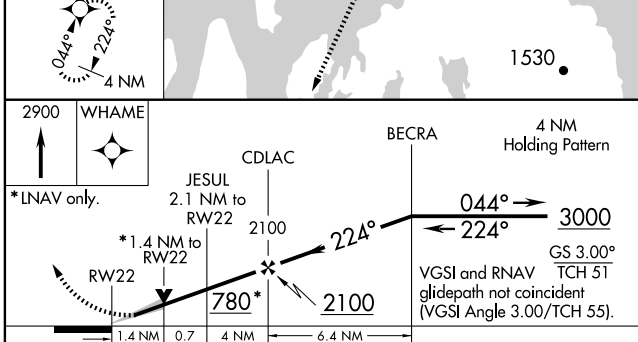 044°
224°
4 NM
1530
2900
WHAME
BECRA
4 NM
Holding Pattern
CDLAC
JESUL
2.1 NM to
RW22
*LNAV only.
2100
*1.4 NM to
RW22
RW22
224°
044°
224°
3000
GS 3.00°
TCH 51
780*
2100
VGSI and RNAV
glidepath not coincident
(VGSI Angle 3.00/TCH 55).
1.4 NM
0.7
4 NM
6.4 NM